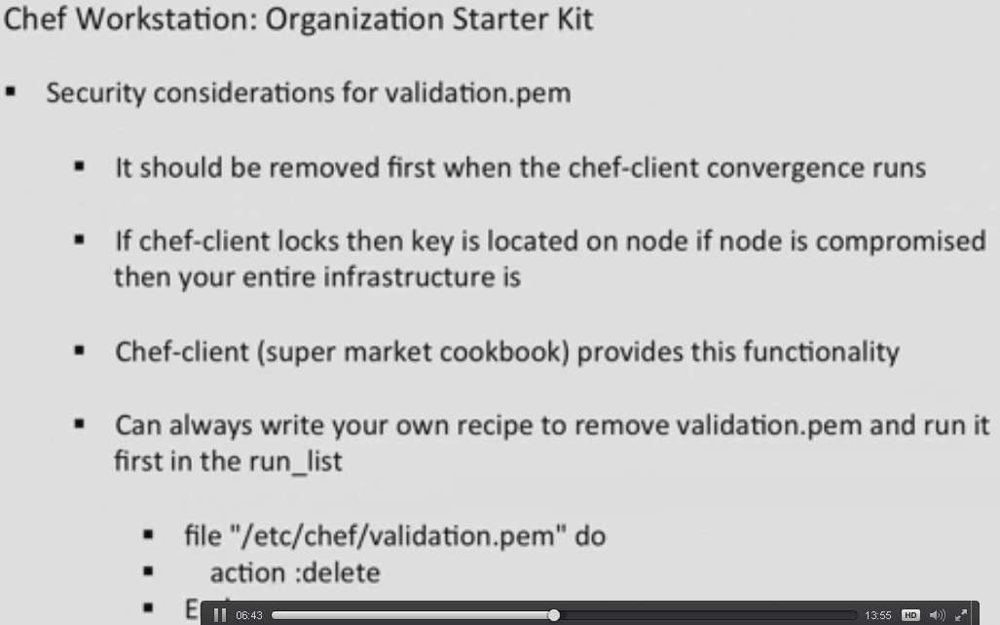 Chef Workstation: Organization Starter Kit
▪ Security considerations for validation.pem
▪ It should be removed first when the chef-client convergence runs
▪ If chef-client locks then key is located on node if node is compromised
then your entire infrastructure is
▪ Chef-client (super market cookbook) provides this functionality
▪ Can always write your own recipe to remove validation.pem and run it
first in the run_list
▪ file "/etc/chef/validation.pem" do
▪ action :delete
▪
06:43 13:55 HD